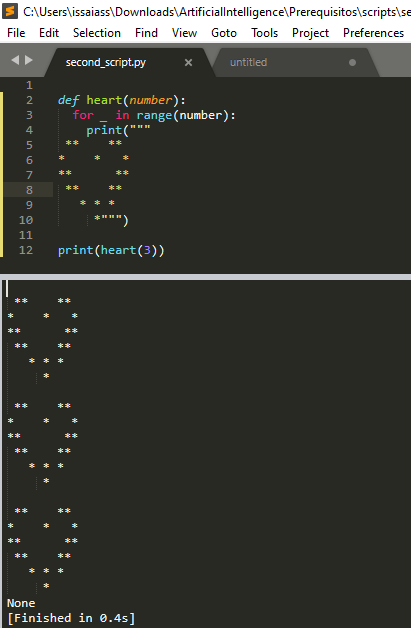 C:\Users\issaiass\Downloads\ArtificialIntelligence\Prerequisitos\scripts\se
File Edit Selection Find View Goto Tools Project Preferences
second_script.py × untitled
1
2 def heart(number):
3   for _ in range(number):
4     print("""
5  **    **
6 *    *   *
7 **      **
8  **    **
9    * * *
10      *""")
11
12 print(heart(3))
 **    **
*    *   *
**      **
 **    **
   * * *
     *
 **    **
*    *   *
**      **
 **    **
   * * *
     *
 **    **
*    *   *
**      **
 **    **
   * * *
     *
None
[Finished in 0.4s]